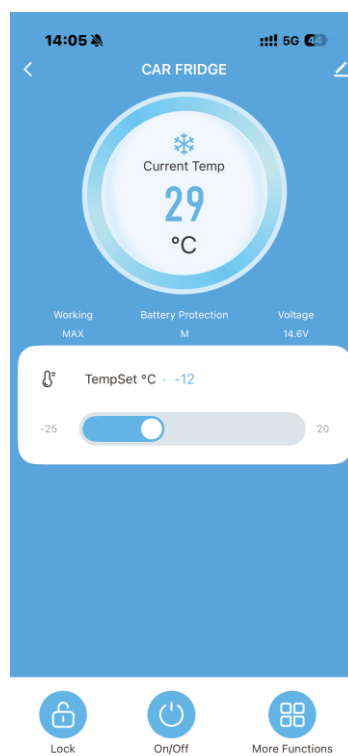 14:05 5G 44
CAR FRIDGE
Current Temp
29
°C
Working Battery Protection Voltage
MAX M 14.6V
TempSet °C · -12
-25 20
Lock On/Off More Functions